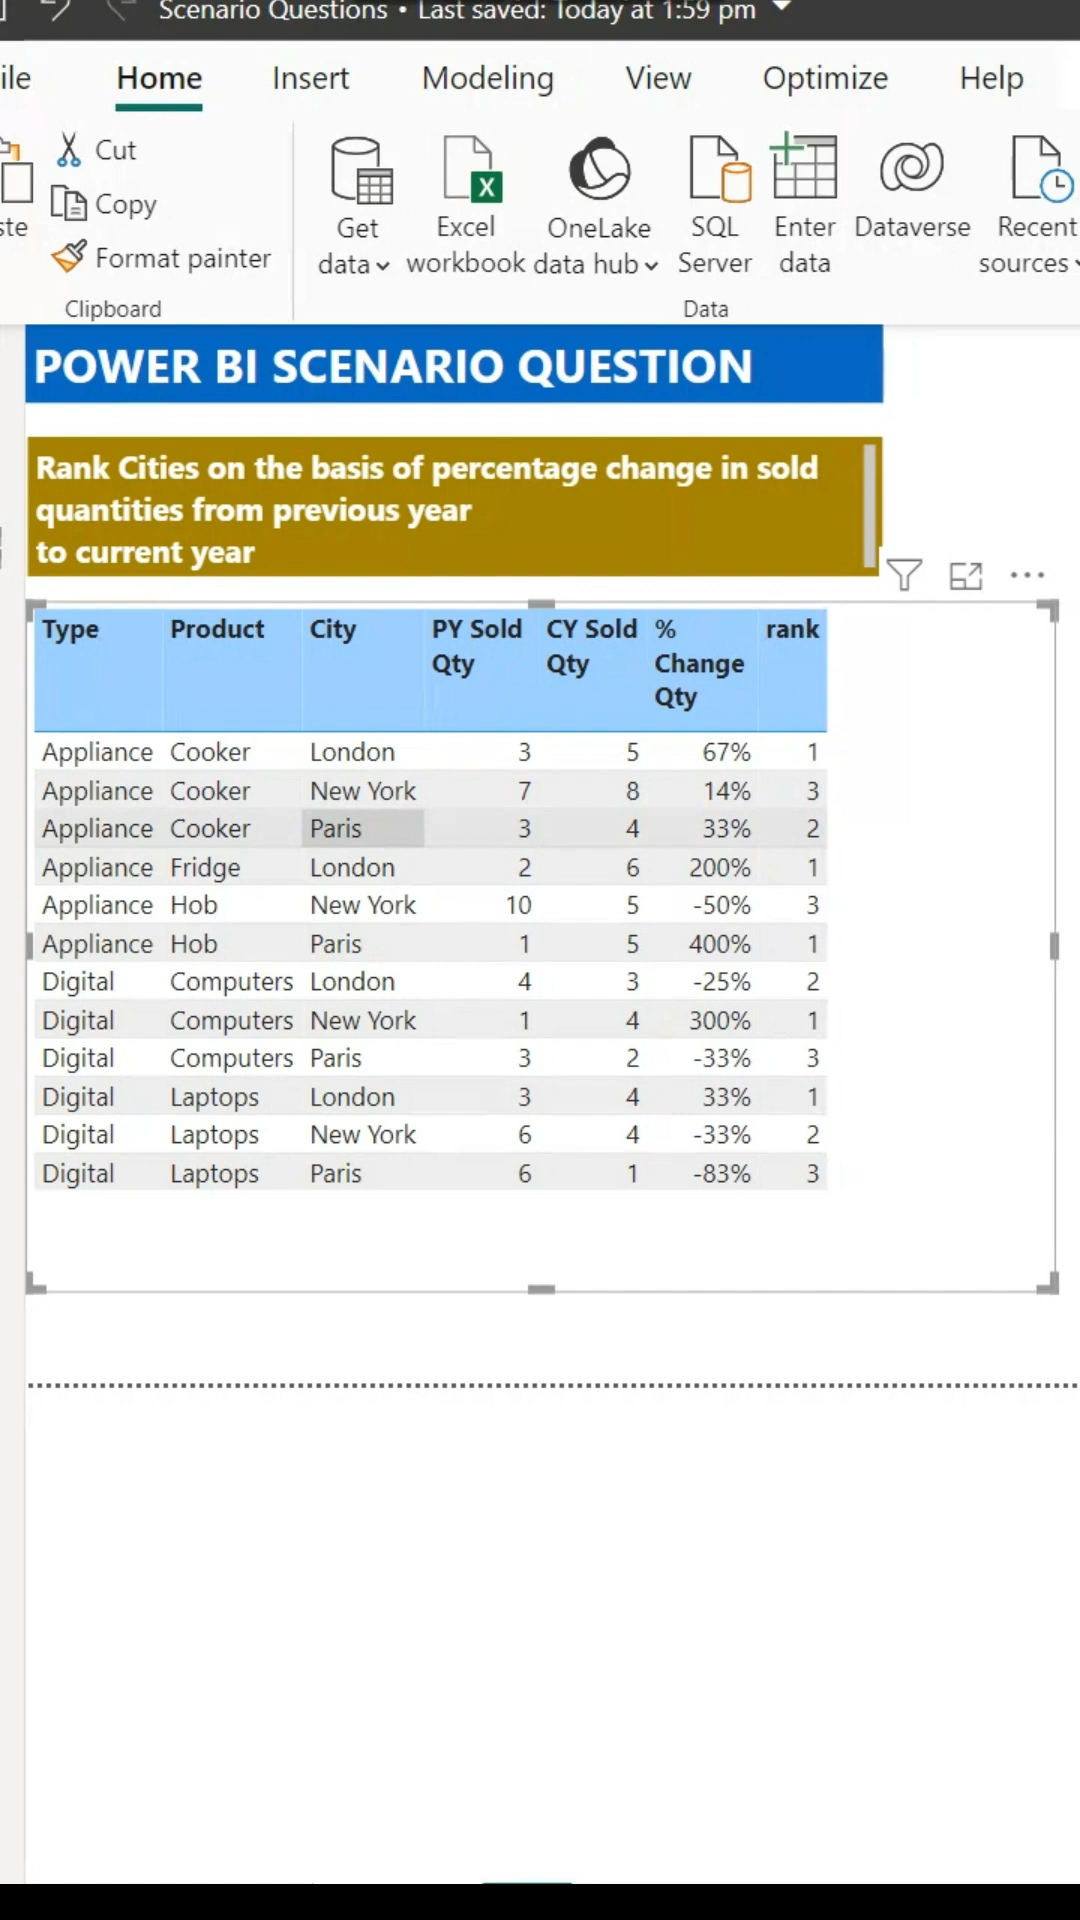 Scenario Questions • Last saved: Today at 1:59 pm
ile Home Insert Modeling View Optimize Help
Cut
Copy
ste
Format painter
Clipboard
Get data
Excel workbook
OneLake data hub
SQL Server
Enter data
Dataverse
Recent sources
Data
POWER BI SCENARIO QUESTION
Rank Cities on the basis of percentage change in sold
quantities from previous year
to current year
Type Product City PY Sold Qty CY Sold Qty % Change Qty rank
Appliance Cooker London 3 5 67% 1
Appliance Cooker New York 7 8 14% 3
Appliance Cooker Paris 3 4 33% 2
Appliance Fridge London 2 6 200% 1
Appliance Hob New York 10 5 -50% 3
Appliance Hob Paris 1 5 400% 1
Digital Computers London 4 3 -25% 2
Digital Computers New York 1 4 300% 1
Digital Computers Paris 3 2 -33% 3
Digital Laptops London 3 4 33% 1
Digital Laptops New York 6 4 -33% 2
Digital Laptops Paris 6 1 -83% 3